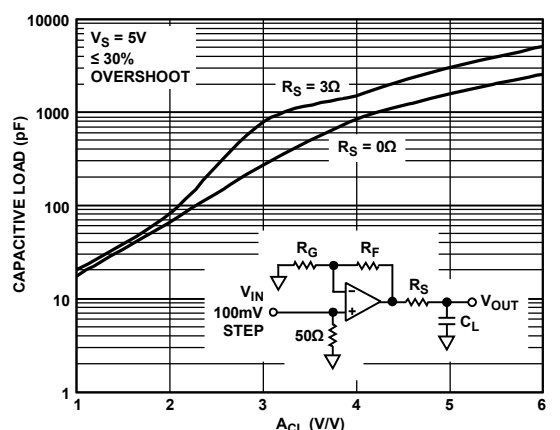 10000
1000
100
10
1
CAPACITIVE LOAD (pF)
V_S = 5V
≤ 30%
OVERSHOOT
R_S = 3Ω
R_S = 0Ω
R_G
R_F
R_S
V_IN
100mV
STEP
–
+
50Ω
V_OUT
C_L
1
2
3
4
5
6
A_CL (V/V)